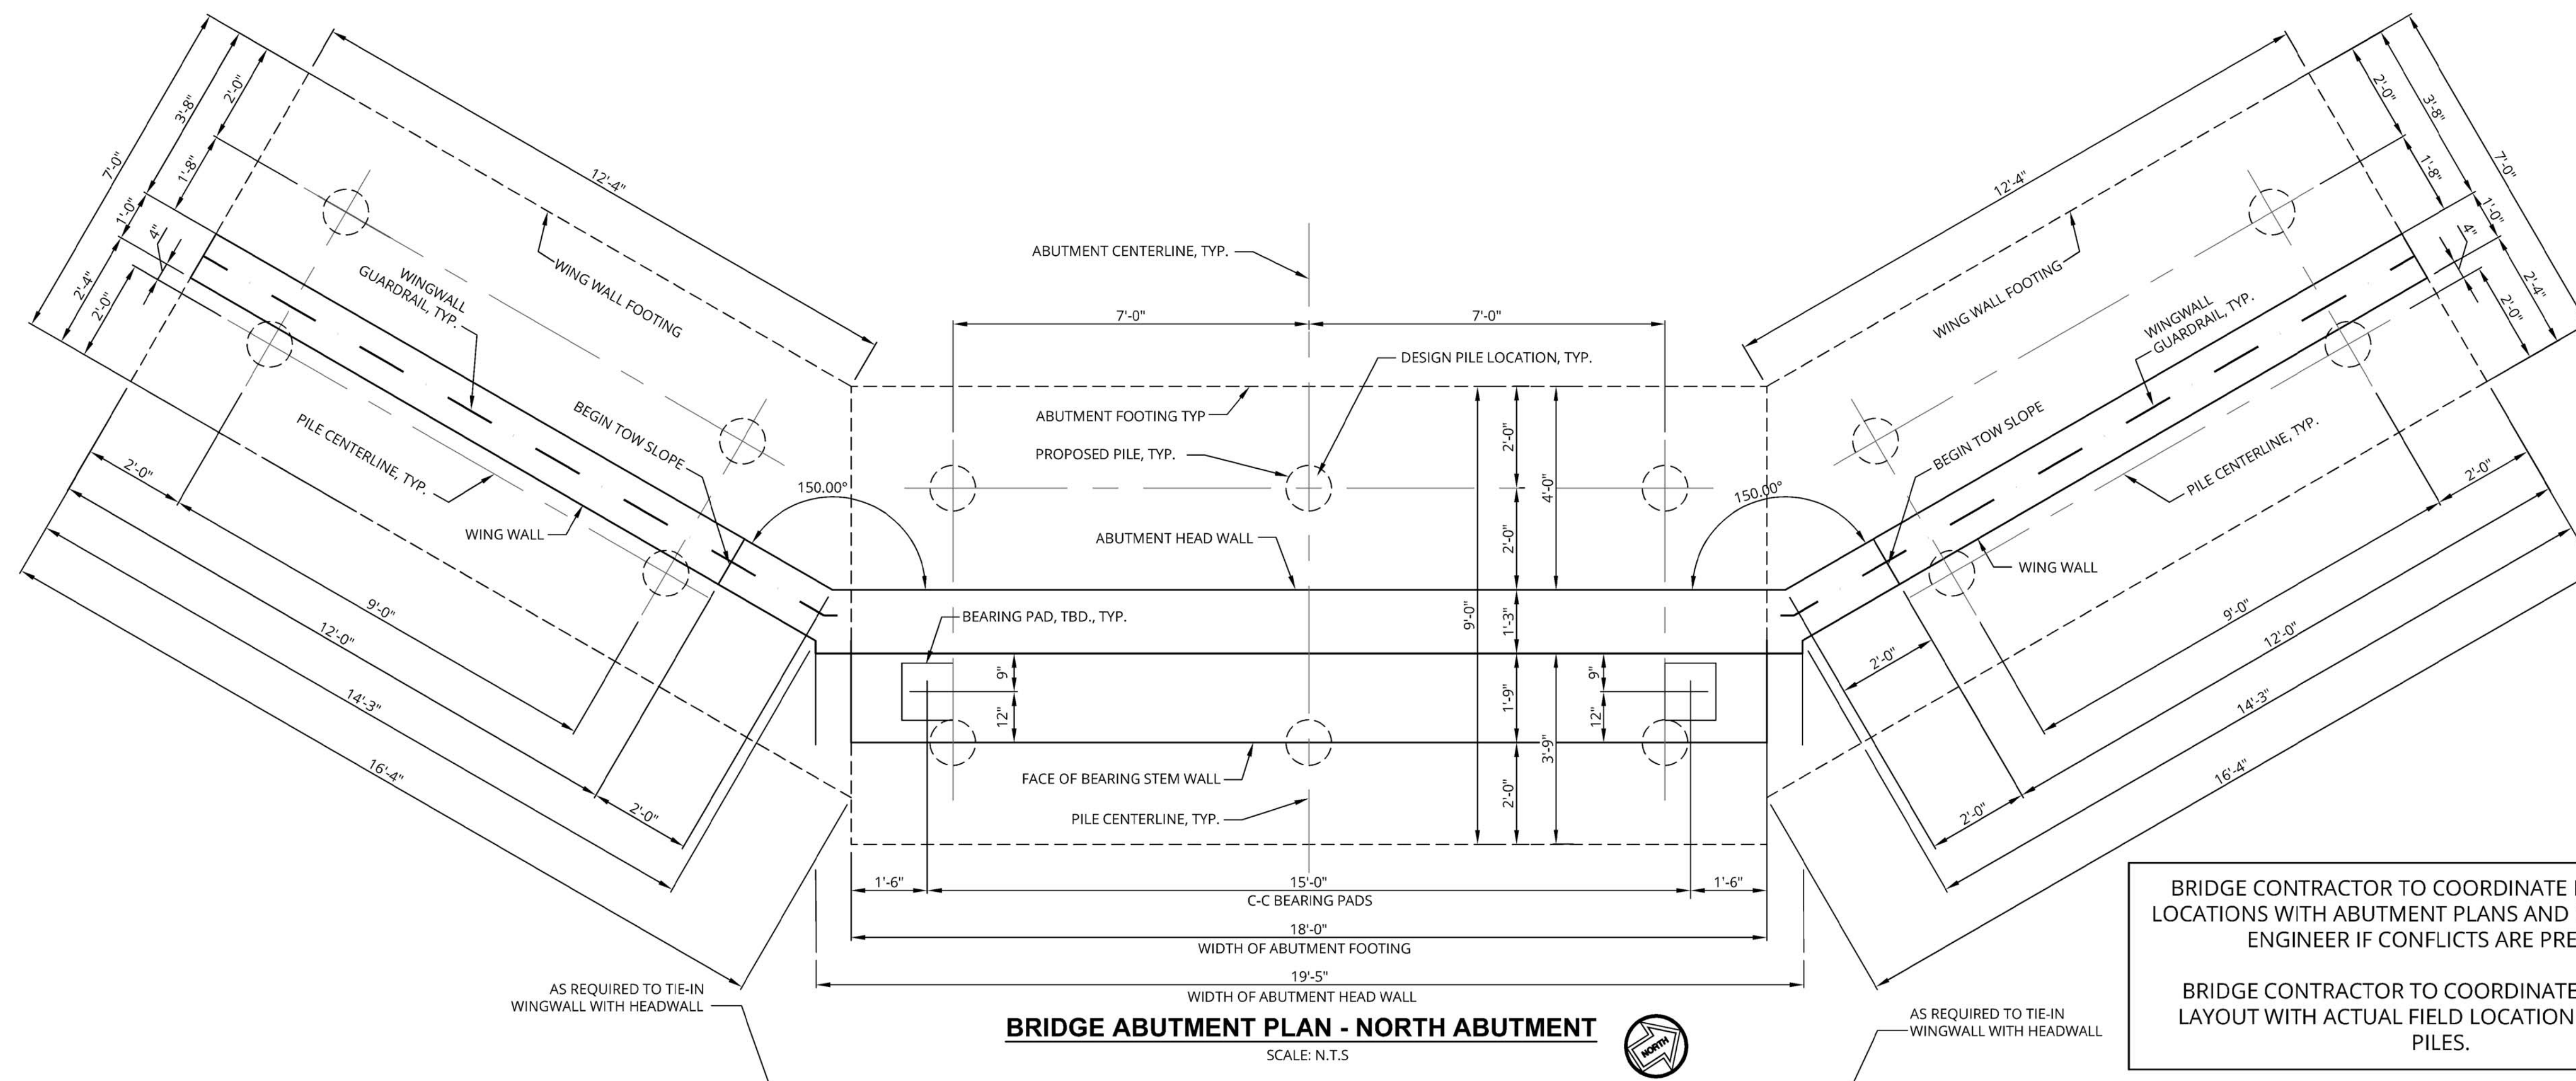 7'-0"
3'-8"
2'-0"
1'-8"
1'-0"
4"
2'-4"
2'-0"
12'-4"
WING WALL FOOTING
WINGWALL
GUARDRAIL, TYP.
BEGIN TOW SLOPE
PILE CENTERLINE, TYP.
WING WALL
150.00°
2'-0"
9'-0"
12'-0"
14'-3"
16'-4"
2'-0"
AS REQUIRED TO TIE-IN
WINGWALL WITH HEADWALL
ABUTMENT CENTERLINE, TYP.
7'-0"
7'-0"
DESIGN PILE LOCATION, TYP.
ABUTMENT FOOTING TYP
PROPOSED PILE, TYP.
ABUTMENT HEAD WALL
BEARING PAD, TBD., TYP.
9"
12"
FACE OF BEARING STEM WALL
PILE CENTERLINE, TYP.
9'-0"
2'-0"
2'-0"
4'-0"
1'-3"
1'-9"
3'-9"
2'-0"
9"
12"
1'-6"
15'-0"
1'-6"
C-C BEARING PADS
18'-0"
WIDTH OF ABUTMENT FOOTING
19'-5"
WIDTH OF ABUTMENT HEAD WALL
BRIDGE ABUTMENT PLAN - NORTH ABUTMENT
SCALE: N.T.S
NORTH
12'-4"
2'-0"
3'-8"
7'-0"
1'-8"
1'-0"
4"
2'-4"
2'-0"
WING WALL FOOTING
WINGWALL
GUARDRAIL, TYP.
BEGIN TOW SLOPE
PILE CENTERLINE, TYP.
150.00°
WING WALL
2'-0"
9'-0"
2'-0"
12'-0"
14'-3"
2'-0"
16'-4"
AS REQUIRED TO TIE-IN
WINGWALL WITH HEADWALL
BRIDGE CONTRACTOR TO COORDINATE
LOCATIONS WITH ABUTMENT PLANS AND
ENGINEER IF CONFLICTS ARE PRE
BRIDGE CONTRACTOR TO COORDINATE
LAYOUT WITH ACTUAL FIELD LOCATION
PILES.